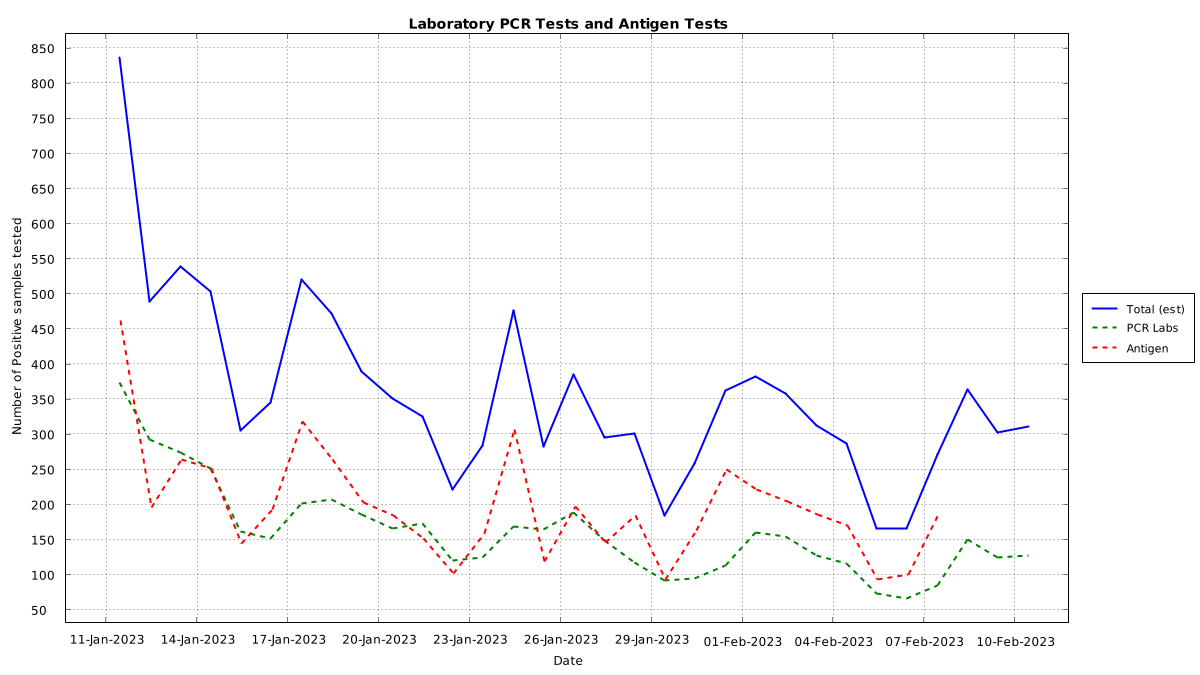 Laboratory PCR Tests and Antigen Tests
850
800
750
700
650
600
550
500
450
400
350
300
250
200
150
100
50
Number of Positive samples tested
11-Jan-2023 14-Jan-2023 17-Jan-2023 20-Jan-2023 23-Jan-2023 26-Jan-2023 29-Jan-2023 01-Feb-2023 04-Feb-2023 07-Feb-2023 10-Feb-2023
Date
Total (est)
PCR Labs
Antigen